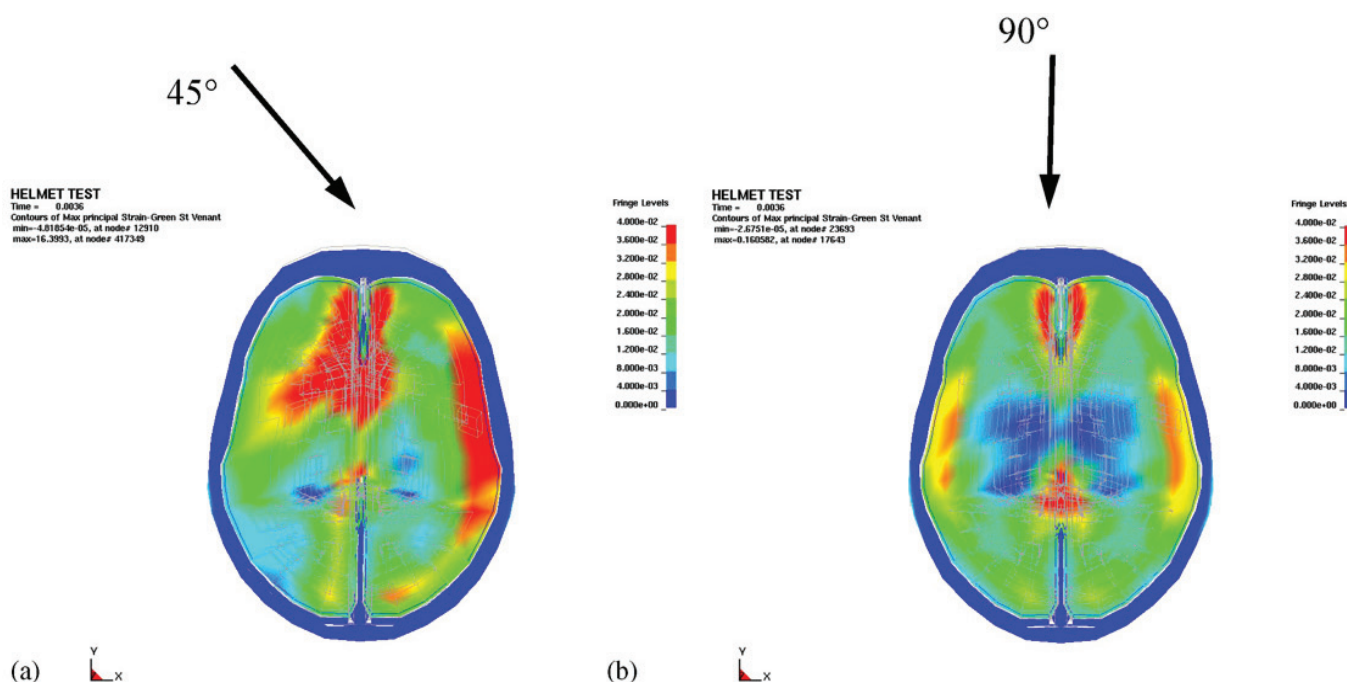 45°
HELMET TEST
Time = 0.0036
Contours of Max principal Strain-Green St Venant
min=-4.81854e-05, at node# 12910
max=16.3993, at node# 417349
Fringe Levels
4.000e-02
3.600e-02
3.200e-02
2.800e-02
2.400e-02
2.000e-02
1.600e-02
1.200e-02
8.000e-03
4.000e-03
0.000e+00
Y
X
(a)
90°
HELMET TEST
Time = 0.0036
Contours of Max principal Strain-Green St Venant
min=-2.6751e-05, at node# 23693
max=0.160582, at node# 17643
Fringe Levels
4.000e-02
3.600e-02
3.200e-02
2.800e-02
2.400e-02
2.000e-02
1.600e-02
1.200e-02
8.000e-03
4.000e-03
0.000e+00
Y
X
(b)